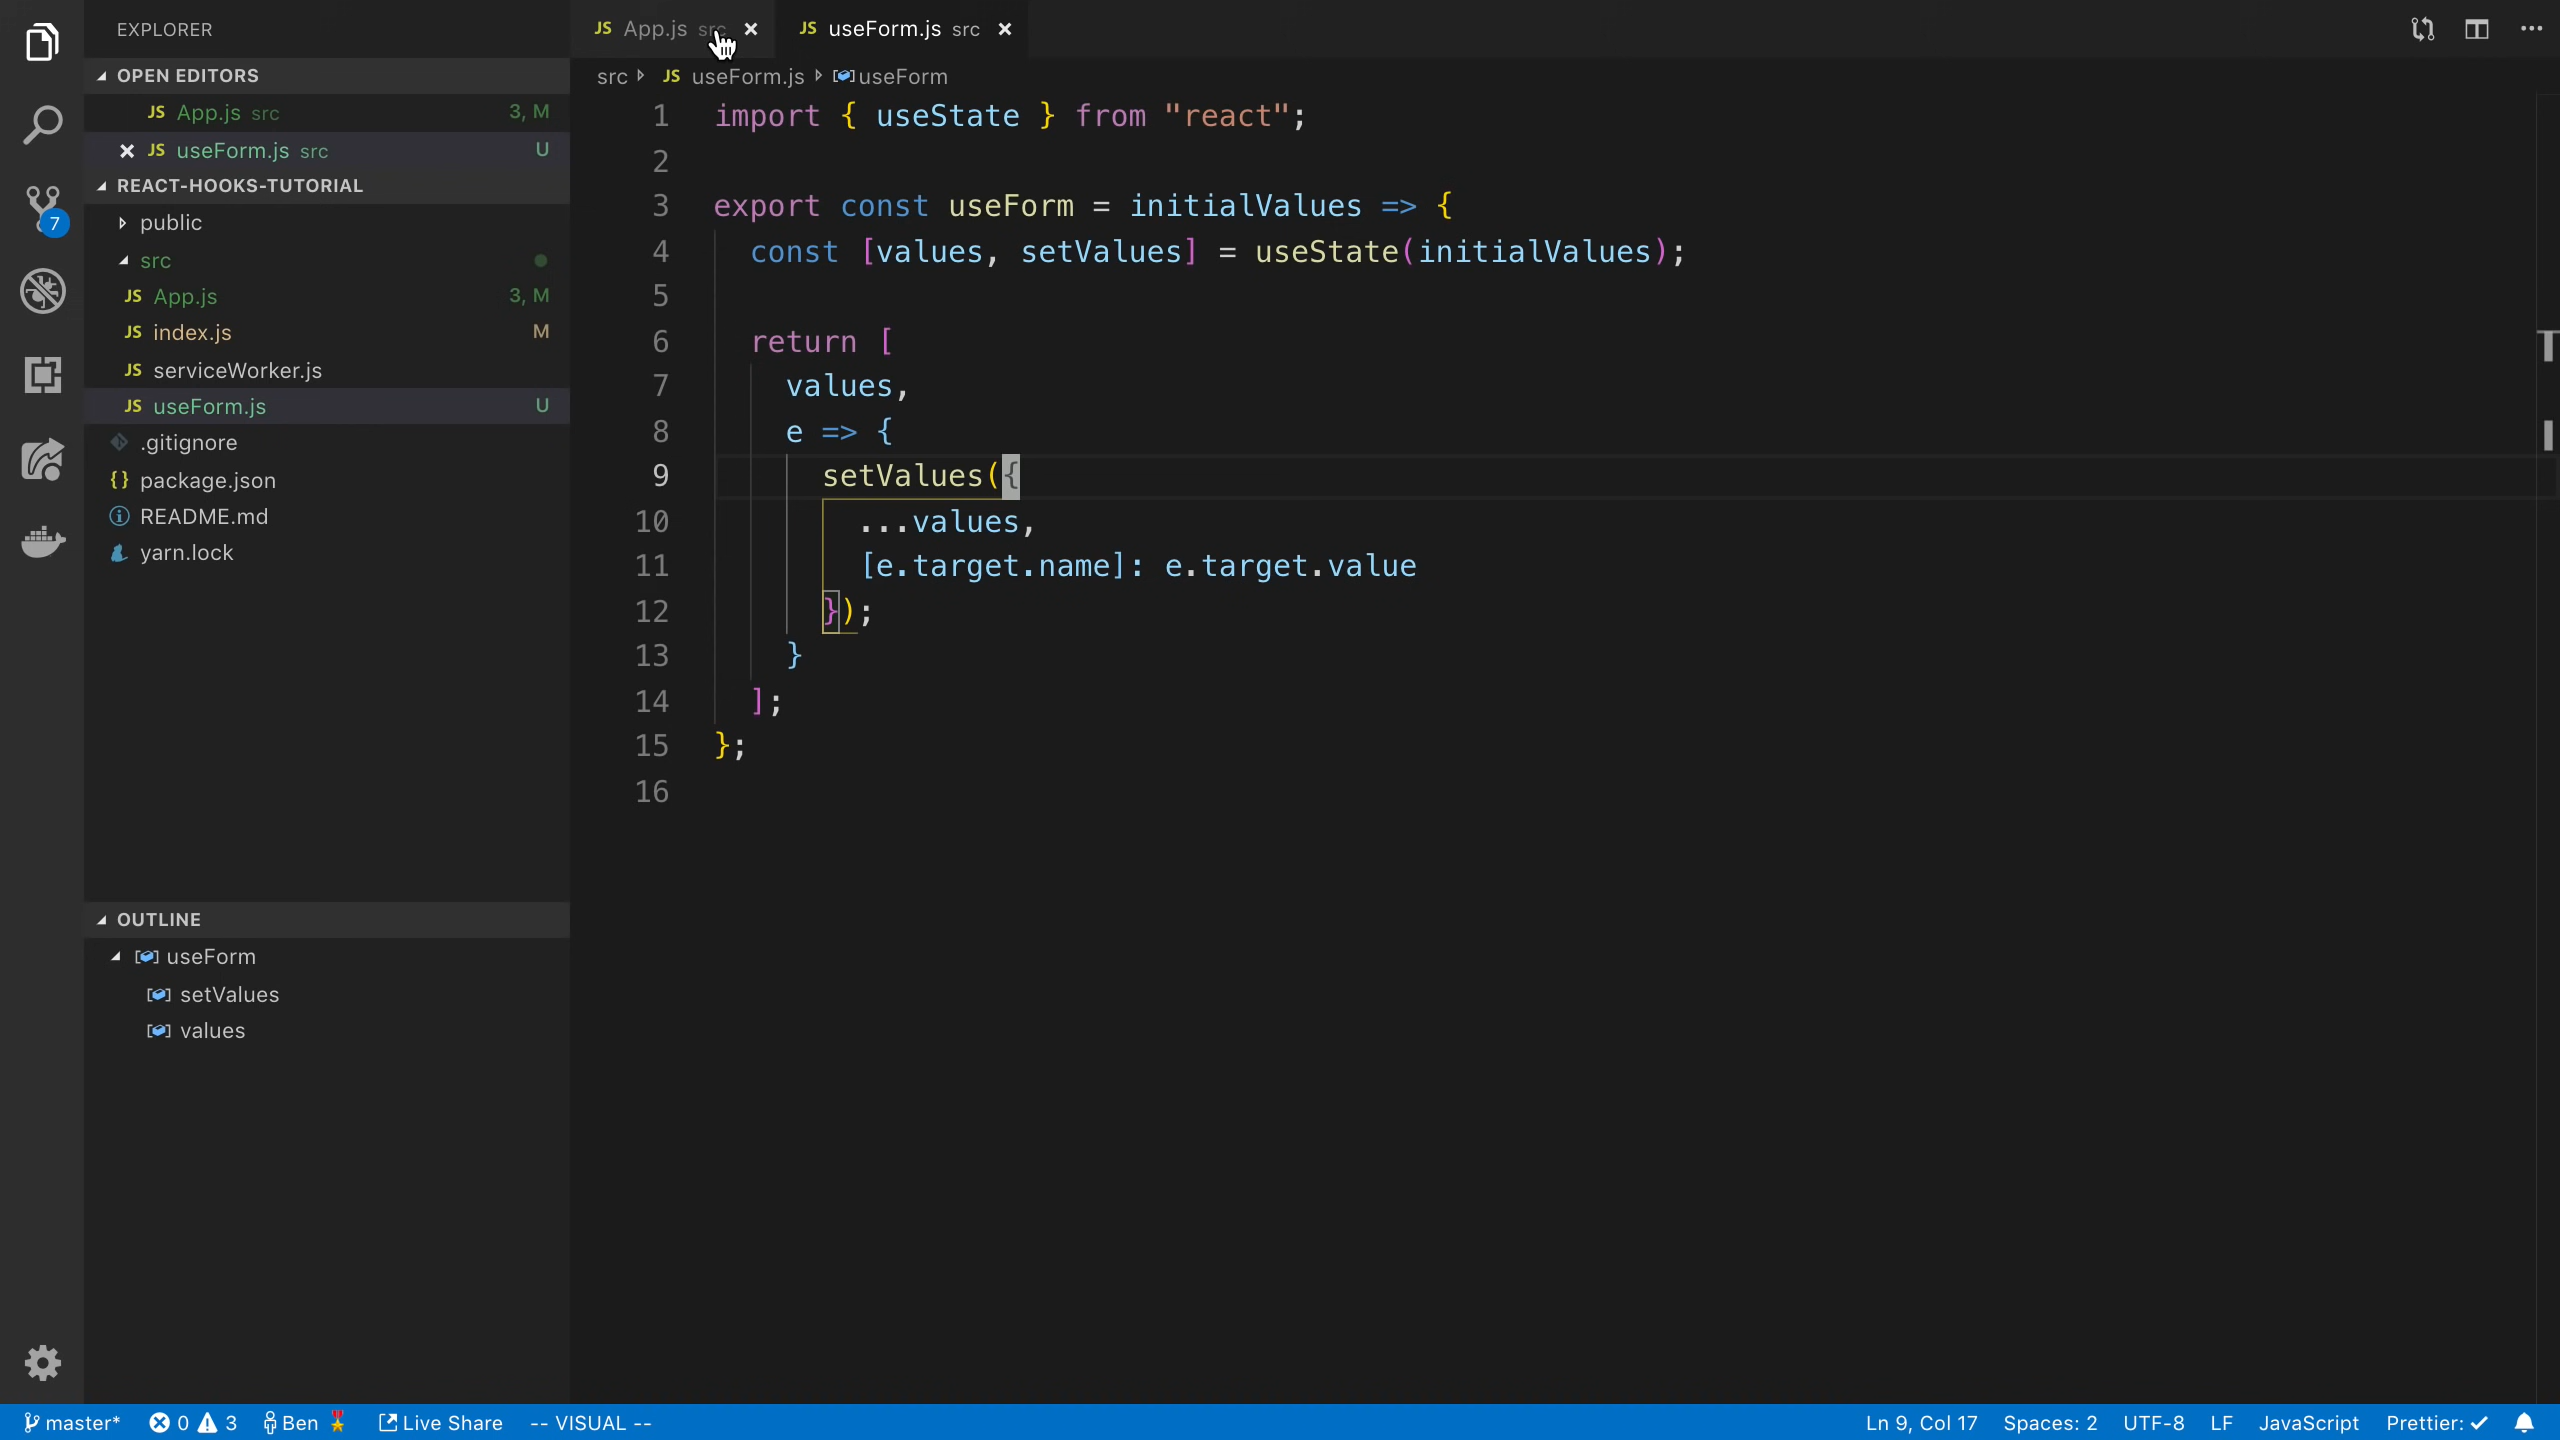 EXPLORER
OPEN EDITORS
JS App.js src 3, M
JS useForm.js src U
REACT-HOOKS-TUTORIAL
public
src
JS App.js 3, M
JS index.js M
JS serviceWorker.js
JS useForm.js U
.gitignore
{} package.json
README.md
yarn.lock
7
OUTLINE
useForm
setValues
values
JS App.js src JS useForm.js src
src JS useForm.js useForm
1 import { useState } from "react";
2
3 export const useForm = initialValues => {
4 const [values, setValues] = useState(initialValues);
5
6 return [
7 values,
8 e => {
9 setValues({
10 ...values,
11 [e.target.name]: e.target.value
12 });
13 }
14 ];
15 };
16
master* 0 3 Ben Live Share -- VISUAL -- Ln 9, Col 17 Spaces: 2 UTF-8 LF JavaScript Prettier: ✓